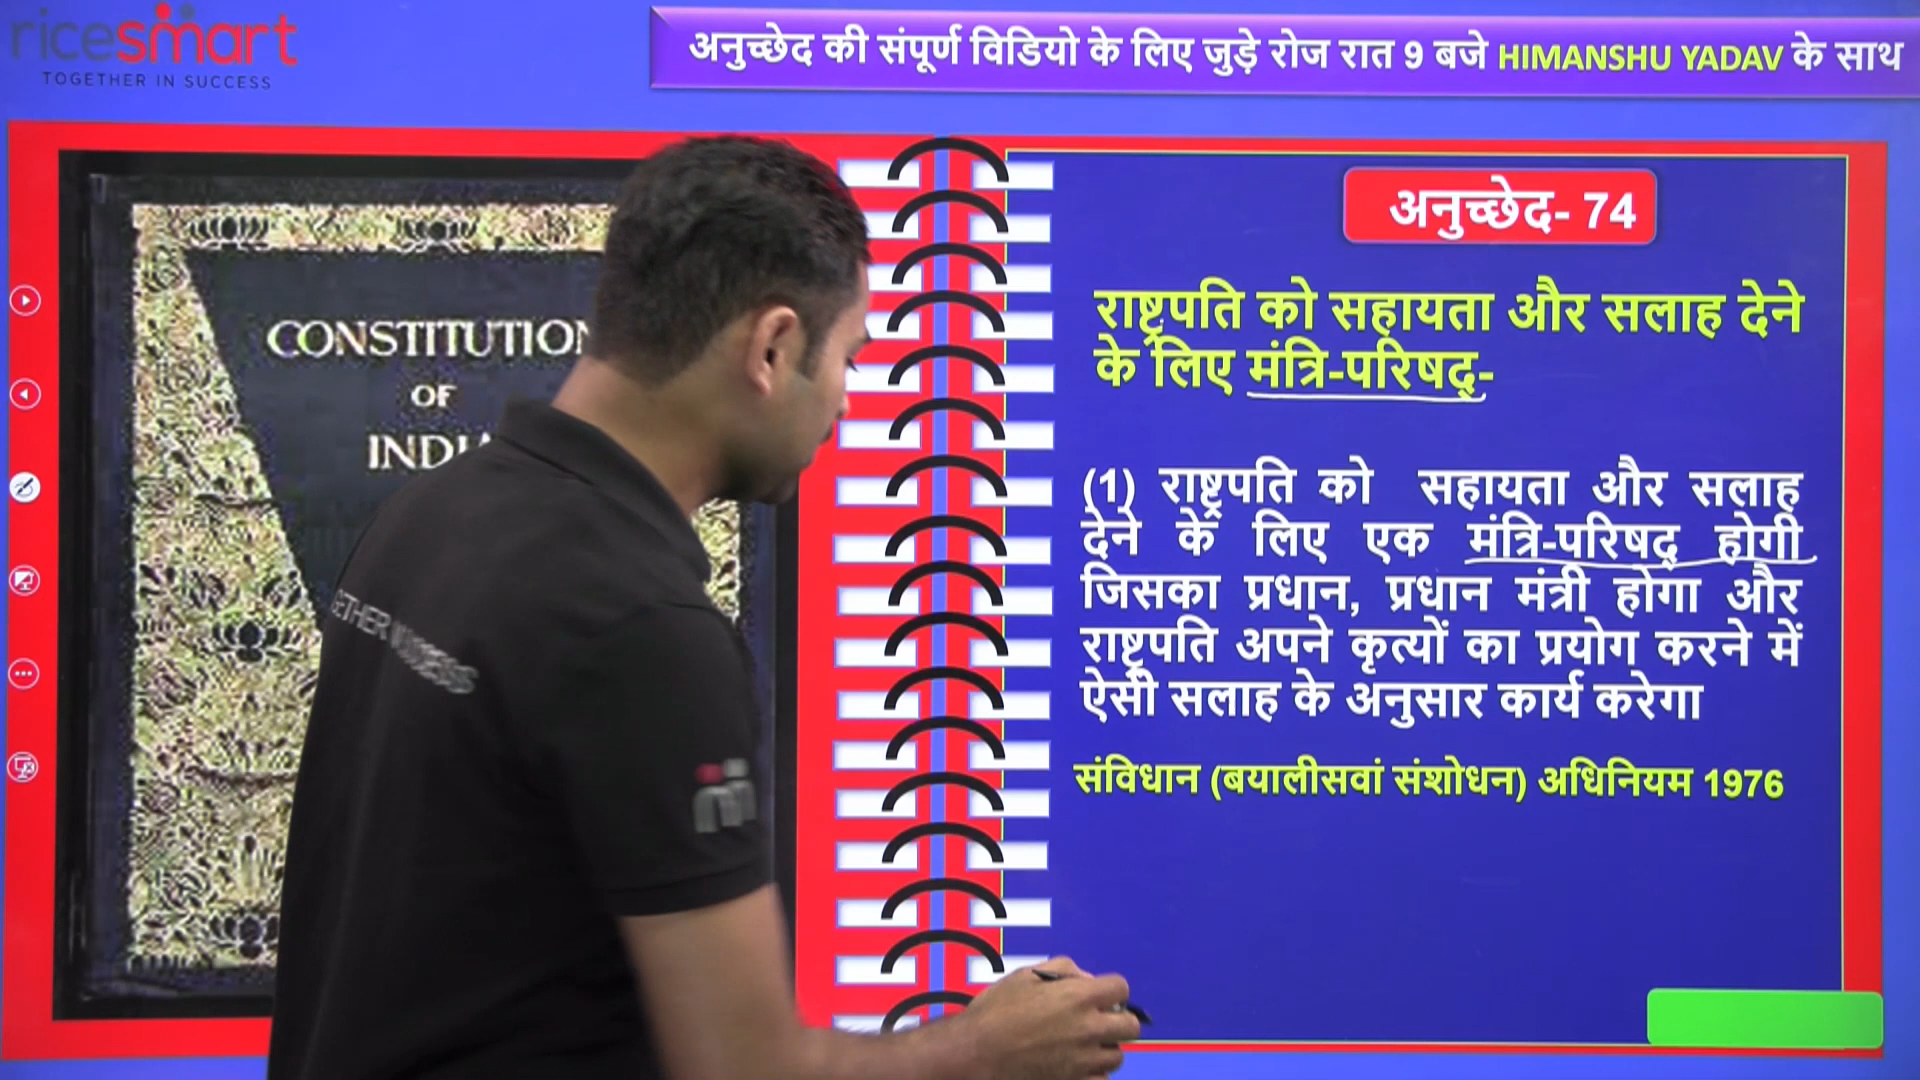 ricesmart
TOGETHER IN SUCCESS
अनुच्छेद की संपूर्ण विडियो के लिए जुड़े रोज रात 9 बजे HIMANSHU YADAV के साथ
CONSTITUTION
OF
INDIA
अनुच्छेद- 74
राष्ट्रपति को सहायता और सलाह देने
के लिए मंत्रि-परिषद्-
(1) राष्ट्रपति को सहायता और सलाह
देने के लिए एक मंत्रि-परिषद् होगी
जिसका प्रधान, प्रधान मंत्री होगा और
राष्ट्रपति अपने कृत्यों का प्रयोग करने में
ऐसी सलाह के अनुसार कार्य करेगा
संविधान (बयालीसवां संशोधन) अधिनियम 1976